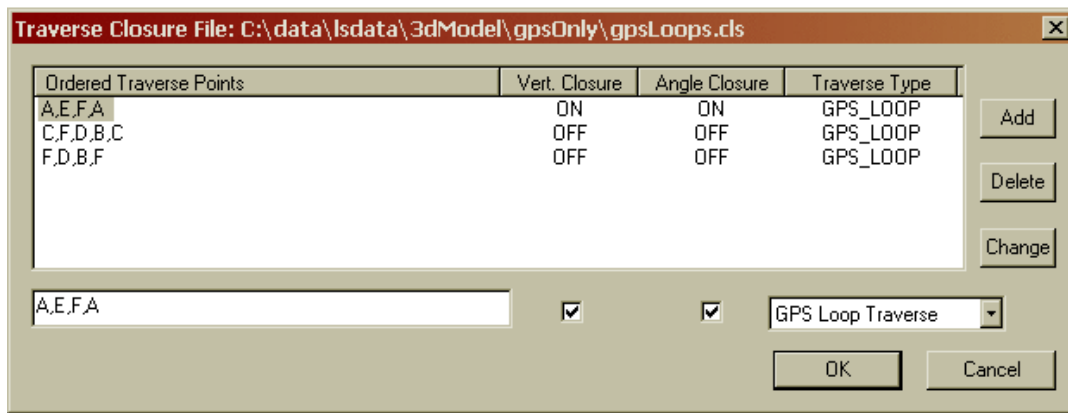 Traverse Closure File: C:\data\lsdata\3dModel\gpsOnly\gpsLoops.cls
Ordered Traverse Points Vert. Closure Angle Closure Traverse Type
A,E,F,A ON ON GPS_LOOP
C,F,D,B,C OFF OFF GPS_LOOP
F,D,B,F OFF OFF GPS_LOOP
Add
Delete
Change
A,E,F,A GPS Loop Traverse
OK Cancel